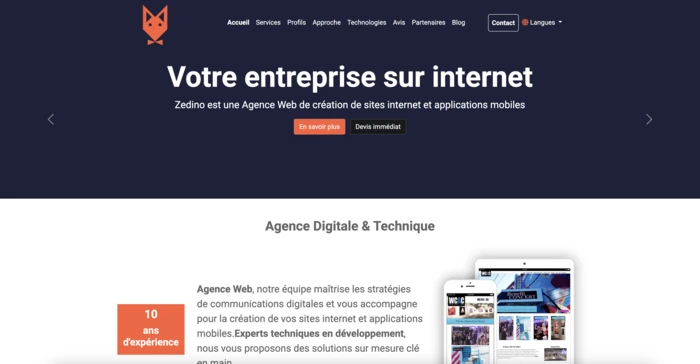 Accueil Services Profils Approche Technologies Avis Partenaires Blog Contact Langues
Votre entreprise sur internet
Zedino est une Agence Web de création de sites internet et applications mobiles
En savoir plus Devis immédiat
Agence Digitale & Technique
10
ans
d'expérience
Agence Web, notre équipe maîtrise les stratégies
de communications digitales et vous accompagne
pour la création de vos sites internet et applications
mobiles.Experts techniques en développement,
nous vous proposons des solutions sur mesure clé
en main